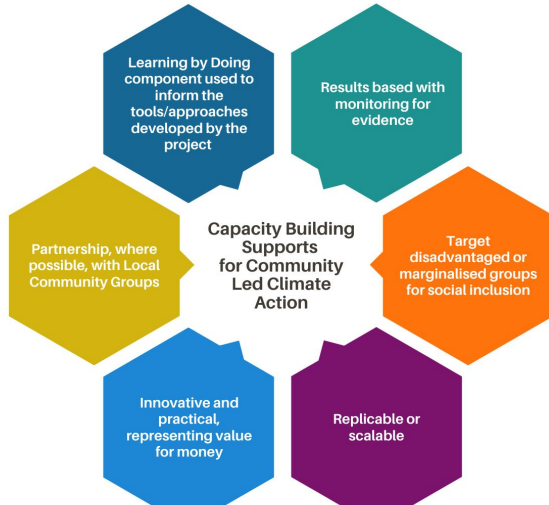 Learning by Doing
component used to
inform the
tools/approaches
developed by the
project
Results based with
monitoring for
evidence
Partnership, where
possible, with Local
Community Groups
Capacity Building
Supports
for Community
Led Climate
Action
Target
disadvantaged or
marginalised groups
for social inclusion
Innovative and
practical,
representing value
for money
Replicable or
scalable